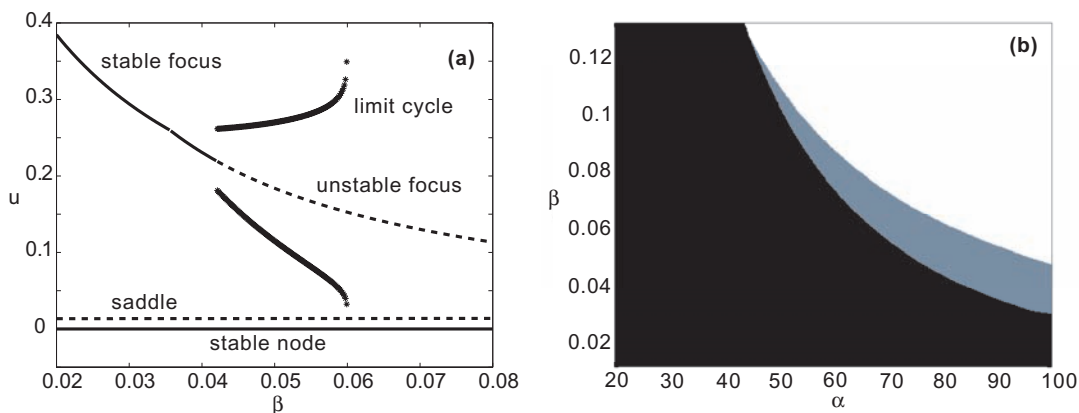 0.4
stable focus
(a)
0.3
limit cycle
u
0.2
unstable focus
0.1
saddle
0
stable node
0.02 0.03 0.04 0.05 0.06 0.07 0.08
β
(b)
0.12
0.1
0.08
β
0.06
0.04
0.02
20 30 40 50 60 70 80 90 100
α